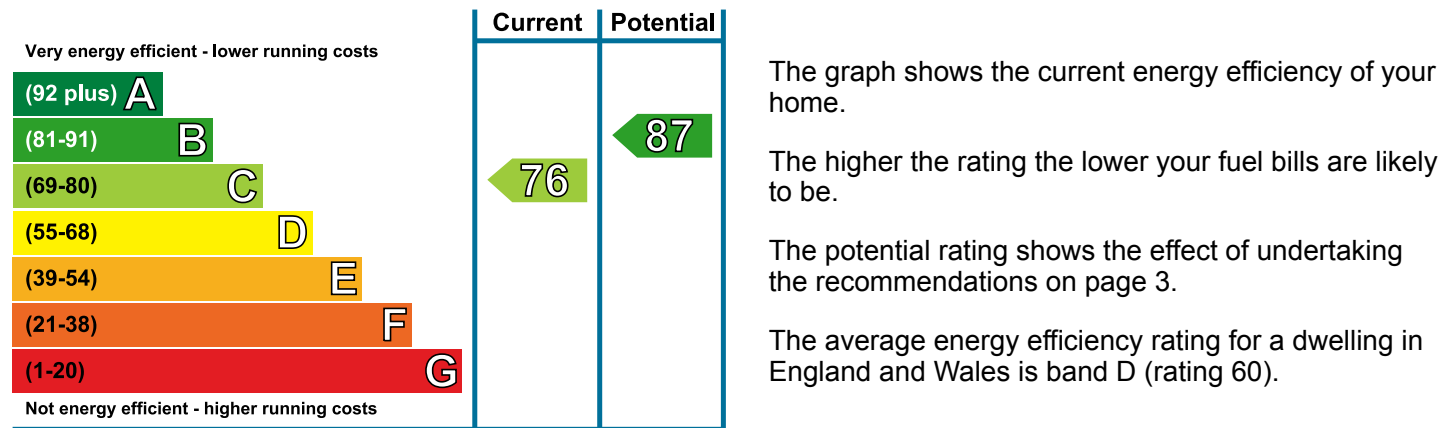 Current Potential
Very energy efficient - lower running costs
(92 plus) A
(81-91) B
87
(69-80) C
76
(55-68) D
(39-54) E
(21-38) F
(1-20) G
Not energy efficient - higher running costs
The graph shows the current energy efficiency of your
home.
The higher the rating the lower your fuel bills are likely
to be.
The potential rating shows the effect of undertaking
the recommendations on page 3.
The average energy efficiency rating for a dwelling in
England and Wales is band D (rating 60).